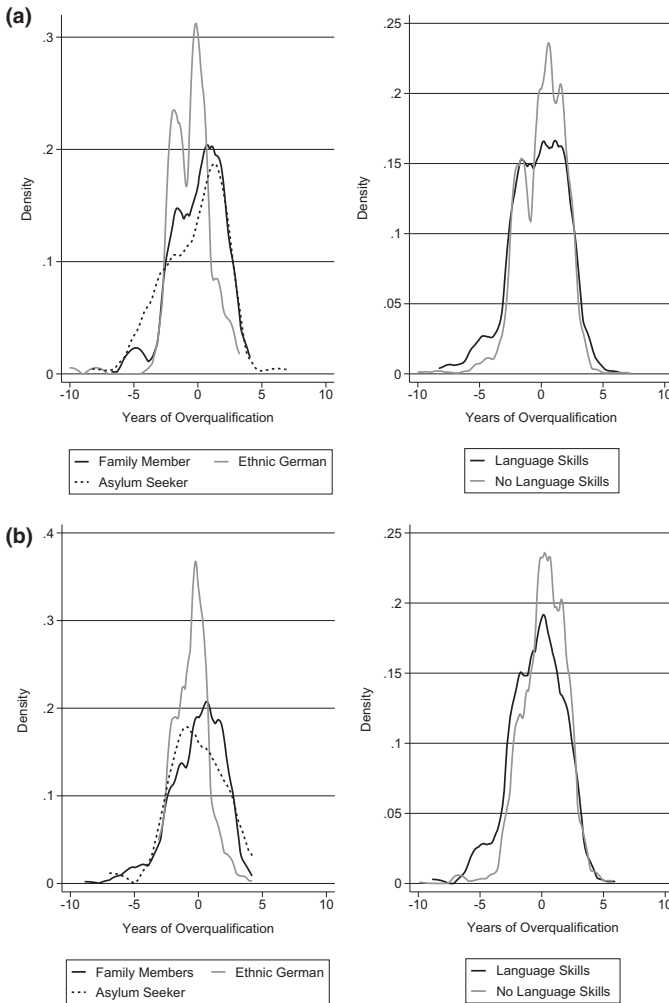 (a)
.3
.2
.1
0
Density
-10
-5
0
5
10
Years of Overqualification
Family Member
Ethnic German
Asylum Seeker
.25
.2
.15
.1
.05
0
Density
-10
-5
0
5
10
Years of Overqualification
Language Skills
No Language Skills
(b)
.4
.3
.2
.1
0
Density
-10
-5
0
5
10
Years of Overqualification
Family Members
Ethnic German
Asylum Seeker
.25
.2
.15
.1
.05
0
Density
-10
-5
0
5
10
Years of Overqualification
Language Skills
No Language Skills